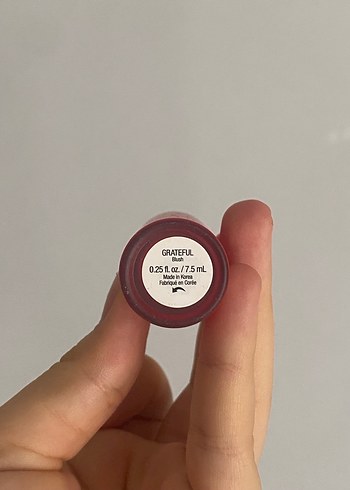 GRATEFUL
Blush
0.25 fl. oz. / 7.5 mL
Made in Korea
Fabriqué en Corée